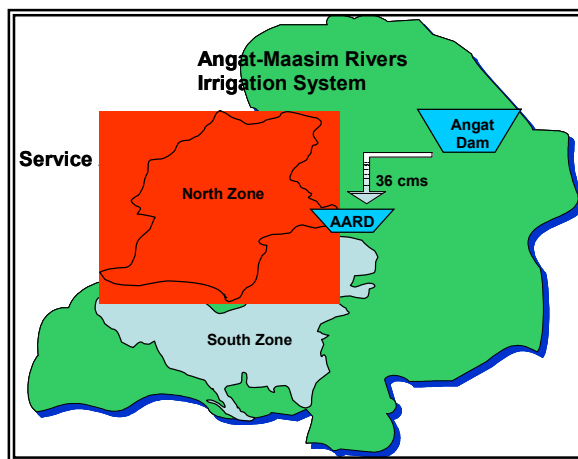 Angat-Maasim Rivers
Irrigation System
Angat
Dam
Service
36 cms
North Zone
AARD
South Zone